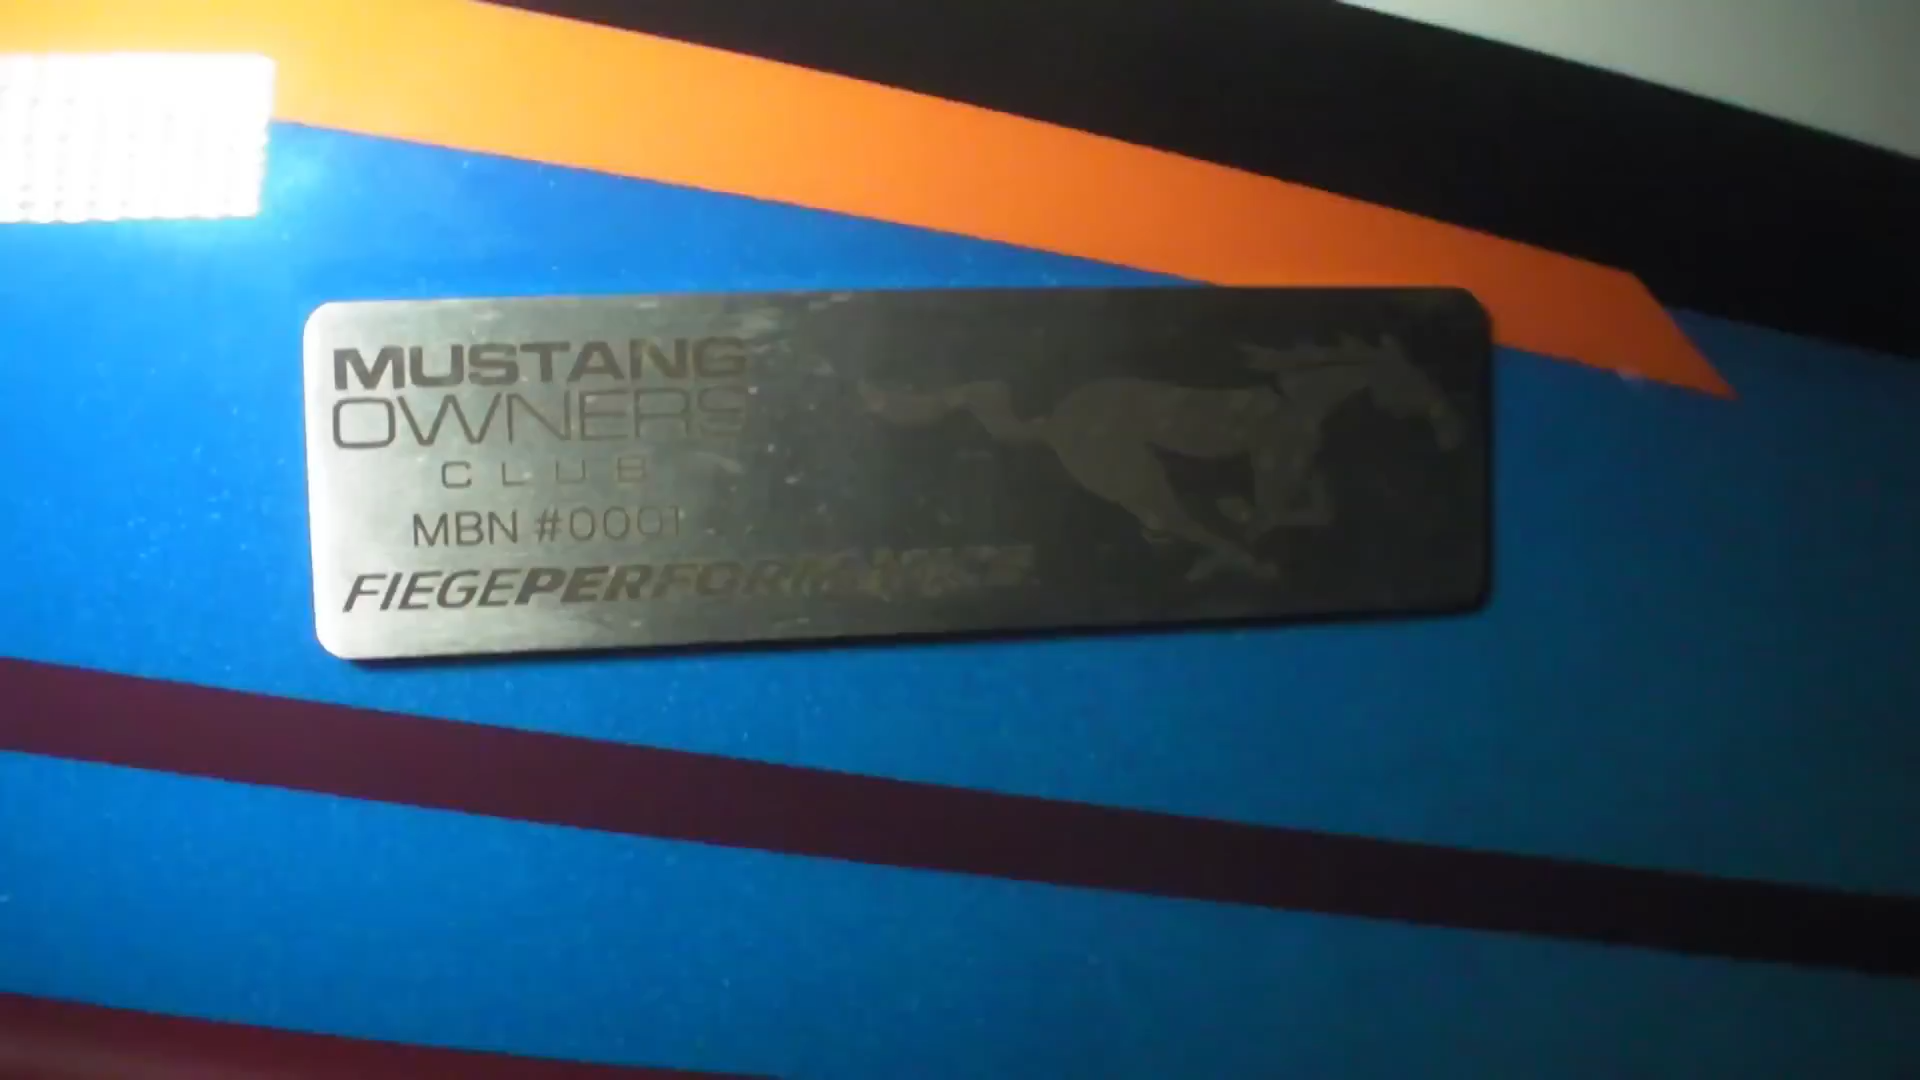 MUSTANG
OWNERS
CLUB
MBN #0001
FIEGEPERFORMANCE